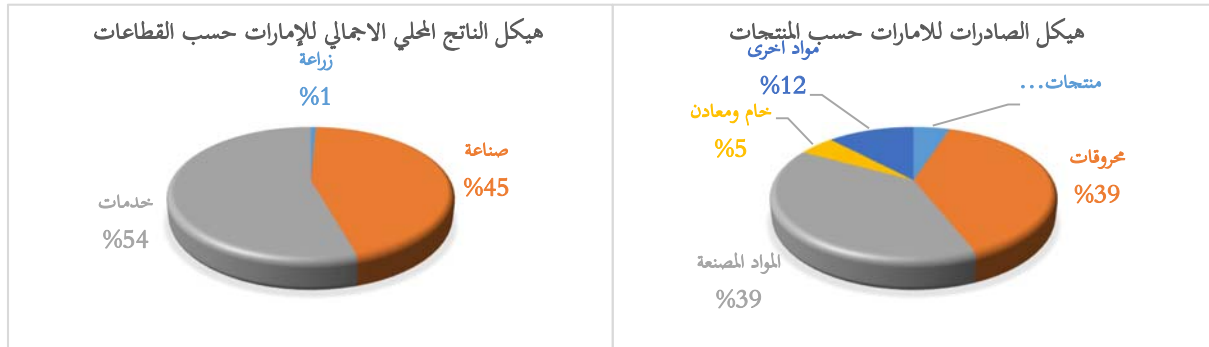 هيكل الصادرات للامارات حسب المنتجات
مواد اخرى
%12
منتجات...
خام ومعادن
%5
محروقات
%39
المواد المصنعة
%39
هيكل الناتج المحلي الاجمالي للإمارات حسب القطاعات
زراعة
%1
صناعة
%45
خدمات
%54